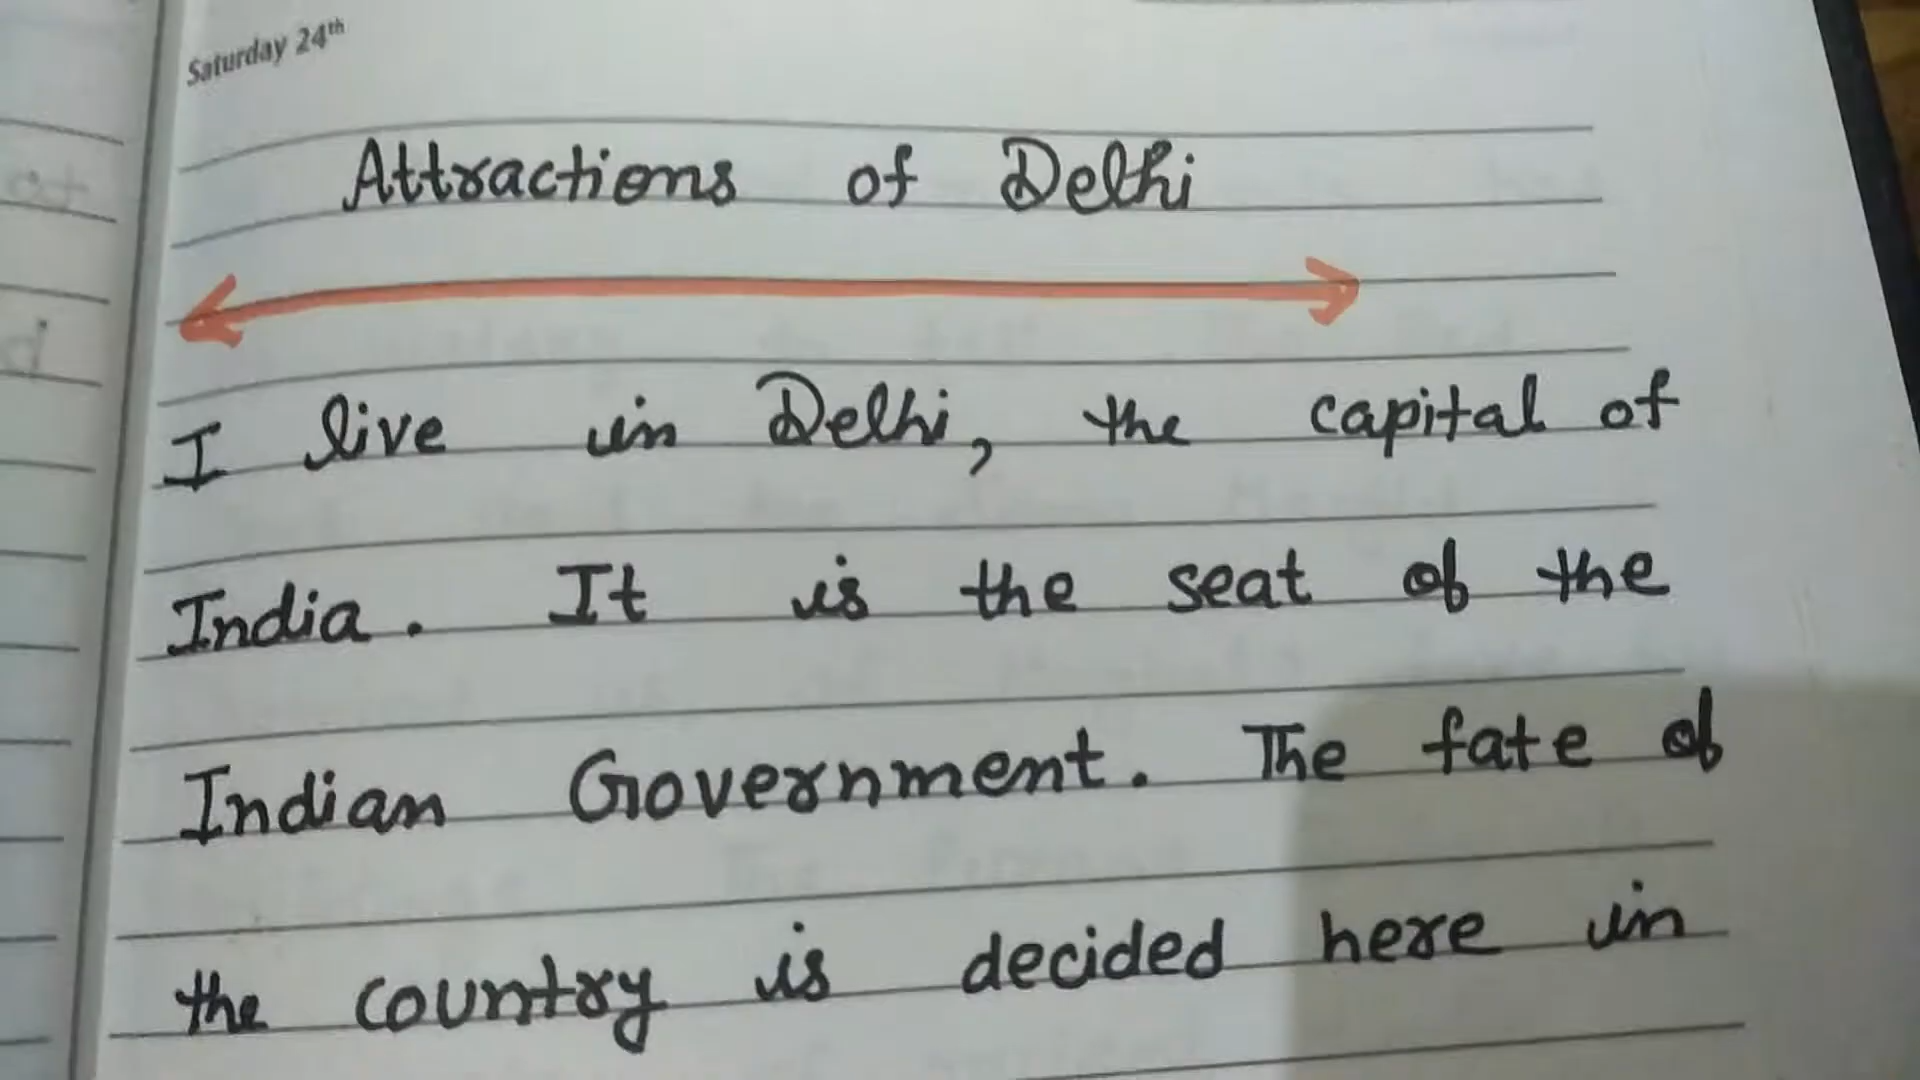 Saturday 24th
Attractions of Delhi
I live in Delhi, the capital of
India. It is the seat of the
Indian Government. The fate of
the country is decided here in